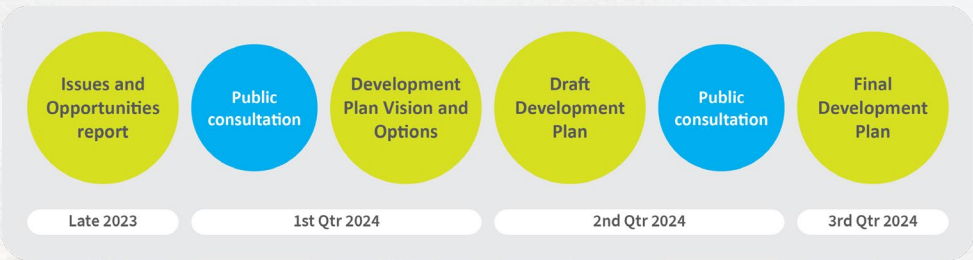 Issues and
Opportunities
report
Public
consultation
Development
Plan Vision and
Options
Draft
Development
Plan
Public
consultation
Final
Development
Plan
Late 2023
1st Qtr 2024
2nd Qtr 2024
3rd Qtr 2024